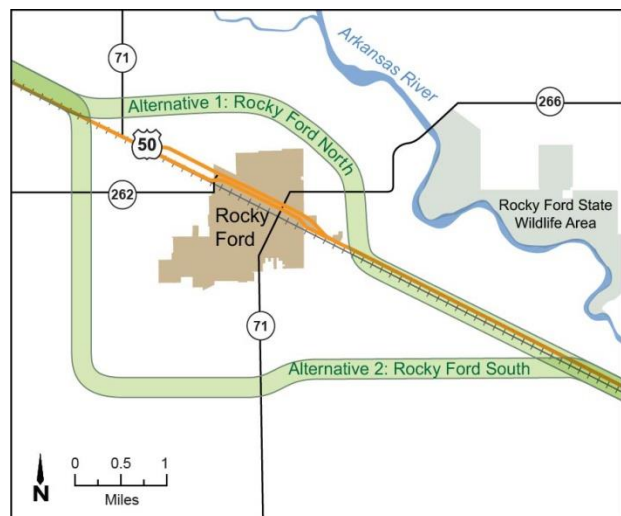 71
Arkansas River
Alternative 1: Rocky Ford North
266
50
262
Rocky
Ford
Rocky Ford State
Wildlife Area
71
Alternative 2: Rocky Ford South
N
0 0.5 1
Miles